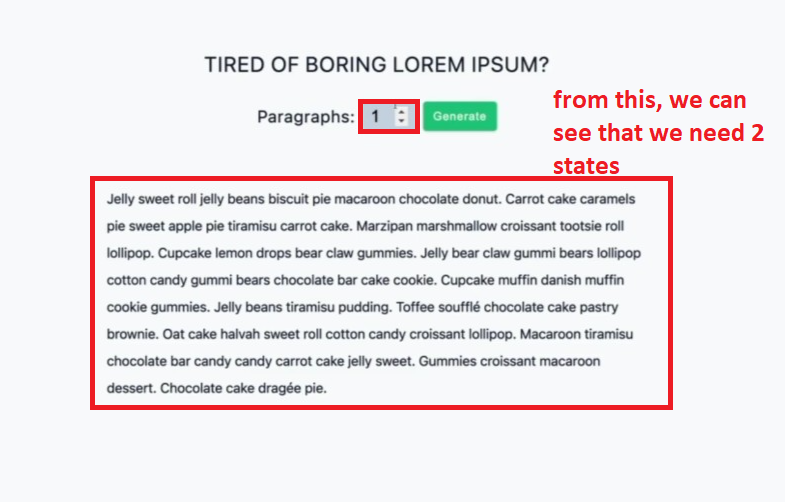 TIRED OF BORING LOREM IPSUM?
Paragraphs: 1 Generate
from this, we can
see that we need 2
states
Jelly sweet roll jelly beans biscuit pie macaroon chocolate donut. Carrot cake caramels
pie sweet apple pie tiramisu carrot cake. Marzipan marshmallow croissant tootsie roll
lollipop. Cupcake lemon drops bear claw gummies. Jelly bear claw gummi bears lollipop
cotton candy gummi bears chocolate bar cake cookie. Cupcake muffin danish muffin
cookie gummies. Jelly beans tiramisu pudding. Toffee soufflé chocolate cake pastry
brownie. Oat cake halvah sweet roll cotton candy croissant lollipop. Macaroon tiramisu
chocolate bar candy candy carrot cake jelly sweet. Gummies croissant macaroon
dessert. Chocolate cake dragée pie.